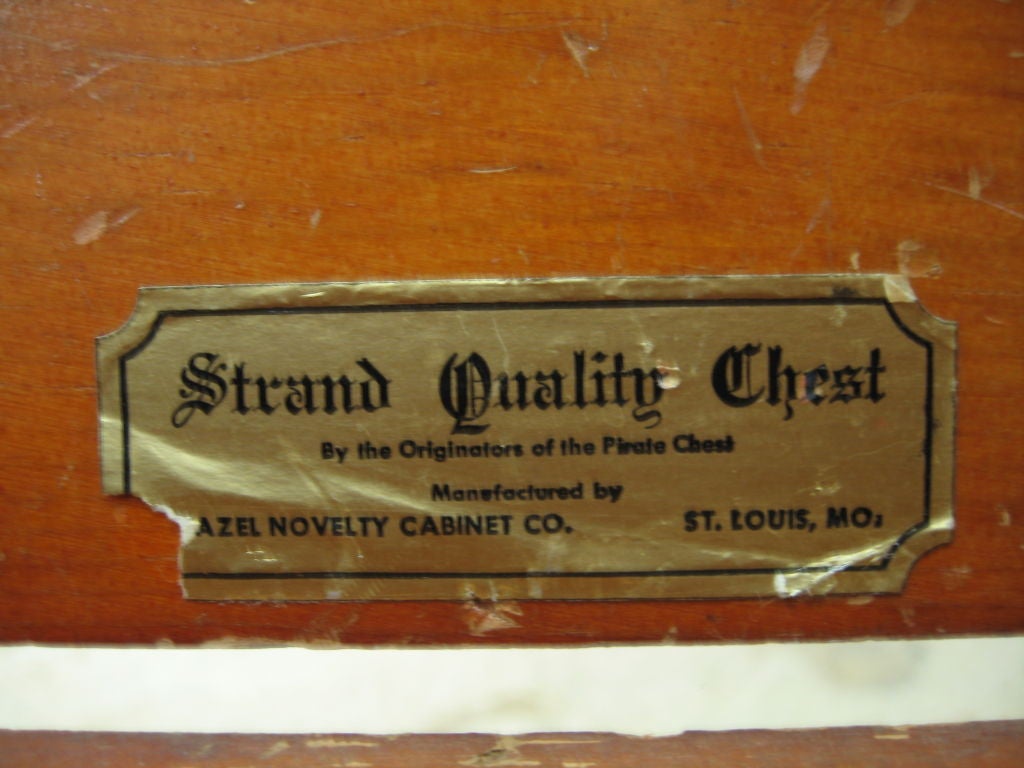 Strand Quality Chest
By the Originators of the Pirate Chest
Manufactured by
AZEL NOVELTY CABINET CO. ST. LOUIS, MO.